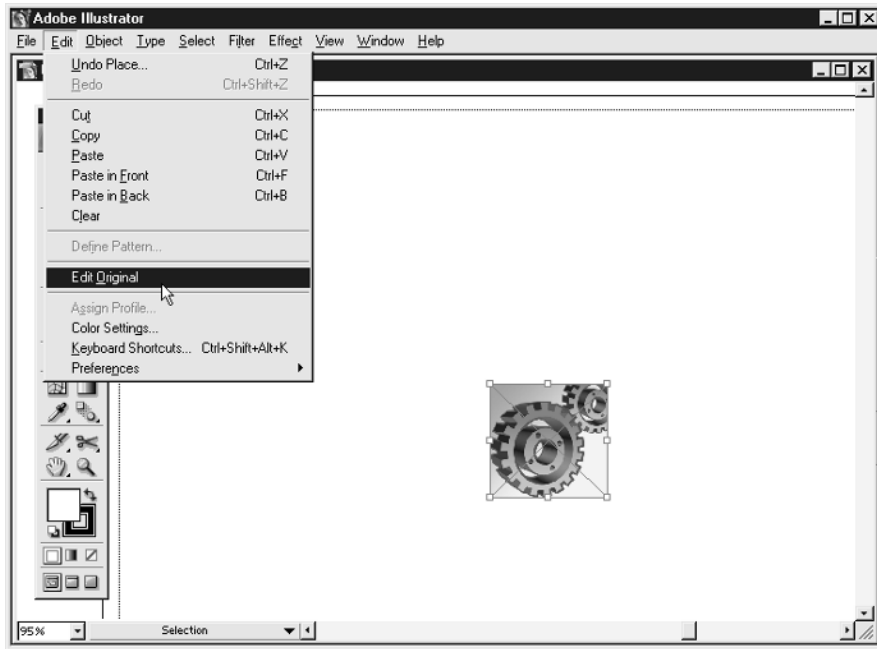 Adobe Illustrator
File Edit Object Type Select Filter Effect View Window Help
Undo Place... Ctrl+Z
Redo Ctrl+Shift+Z
Cut Ctrl+X
Copy Ctrl+C
Paste Ctrl+V
Paste in Front Ctrl+F
Paste in Back Ctrl+B
Clear
Define Pattern...
Edit Original
Assign Profile...
Color Settings...
Keyboard Shortcuts... Ctrl+Shift+Alt+K
Preferences
95% Selection